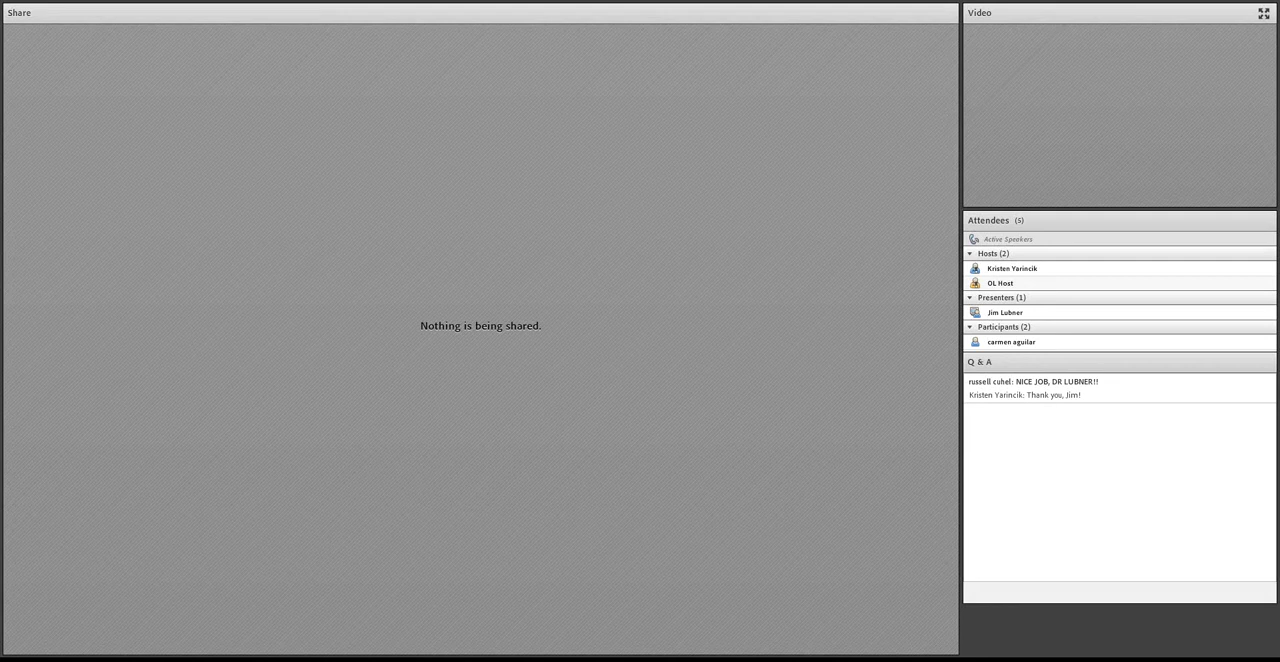 Share
Nothing is being shared.
Video
Attendees (5)
Active Speakers
Hosts (2)
Kristen Yarincik
OL Host
Presenters (1)
Jim Lubner
Participants (2)
carmen aguilar
Q & A
russell cuhel: NICE JOB, DR LUBNER!!
Kristen Yarincik: Thank you, Jim!